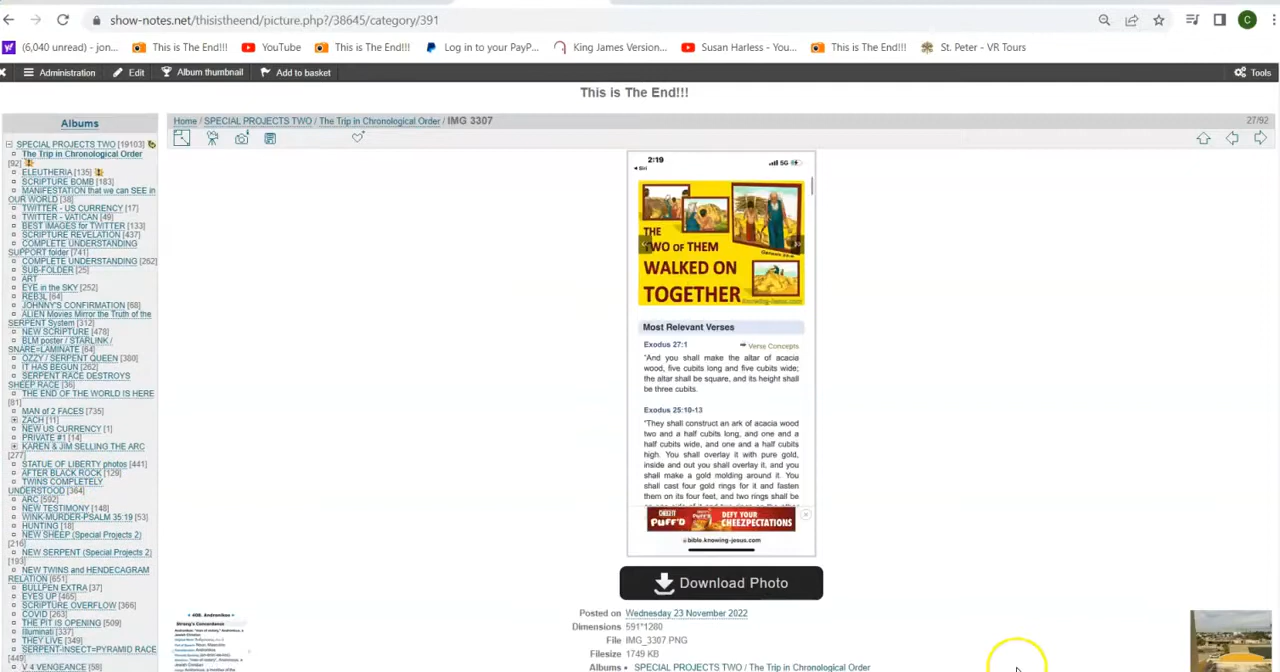 show-notes.net/thisistheend/picture.php?/38645/category/391
(6,040 unread) - jon...
This is The End!!!
YouTube
This is The End!!!
Log in to your PayP...
King James Version...
Susan Harless - You...
This is The End!!!
St. Peter - VR Tours
C
Administration
Edit
Album thumbnail
Add to basket
Tools
This is The End!!!
Albums
Home / SPECIAL PROJECTS TWO / The Trip in Chronological Order / IMG 3307
27/92
SPECIAL PROJECTS TWO [19103]
The Trip in Chronological Order
[92]
ELEUTHERIA [135]
SCRIPTURE BOMB [183]
MANIFESTATION that we can SEE in
OUR WORLD [38]
TWITTER - US CURRENCY [17]
TWITTER - VATICAN [49]
BEST IMAGES for TWITTER [133]
SCRIPTURE REVELATION [437]
COMPLETE UNDERSTANDING
SUPPORT folder [741]
COMPLETE UNDERSTANDING [262]
SUB-FOLDER [25]
ART
EYE in the SKY [252]
REB3L [64]
JOHNNY'S CONFIRMATION [68]
ALIEN Movies Mirror the Truth of the
SERPENT System [312]
NEW SCRIPTURE [478]
BLM poster / STARLINK /
SNARE=LAMINATE [64]
OZZY / SERPENT QUEEN [380]
IT HAS BEGUN [262]
SERPENT RACE DESTROYS
SHEEP RACE [36]
THE END OF THE WORLD IS HERE
[81]
MAN of 2 FACES [735]
ZACH [11]
NEW US CURRENCY [1]
PRIVATE #1 [14]
KAREN & JIM SELLING THE ARC
[277]
STATUE OF LIBERTY photos [441]
AFTER BLACK ROCK [129]
TWINS COMPLETELY
UNDERSTOOD [364]
ARC [592]
NEW TESTIMONY [148]
WINK-MURDER-PSALM 35:19 [53]
HUNTING [18]
NEW SHEEP (Special Projects 2)
[216]
NEW SERPENT (Special Projects 2)
[193]
NEW TWINS and HENDECAGRAM
RELATION [651]
BULLPEN EXTRA [37]
EYES UP [465]
SCRIPTURE OVERFLOW [366]
COVID [263]
THE PIT IS OPENING [509]
Illuminati [337]
THEY LIVE [349]
SERPENT-INSECT=PYRAMID RACE
[449]
V 4 VENGEANCE [58]
2:19
5G
Siri
THE
TWO OF THEM
WALKED ON
TOGETHER
knowing-jesus.com
Most Relevant Verses
Exodus 27:1
Verse Concepts
"And you shall make the altar of acacia
wood, five cubits long and five cubits wide;
the altar shall be square, and its height shall
be three cubits.
Exodus 25:10-13
"They shall construct an ark of acacia wood
two and a half cubits long, and one and a
half cubits wide, and one and a half cubits
high. You shall overlay it with pure gold,
inside and out you shall overlay it, and you
shall make a gold molding around it. You
shall cast four gold rings for it and fasten
them on its four feet, and two rings shall be
CHEEZ-IT
PUFF'D
DEFY YOUR
CHEEZPECTATIONS
bible.knowing-jesus.com
Download Photo
Posted on Wednesday 23 November 2022
Dimensions 591*1280
File IMG_3307 PNG
Filesize 1749 KB
Albums SPECIAL PROJECTS TWO / The Trip in Chronological Order
408. Andronikos
Strong's Concordance